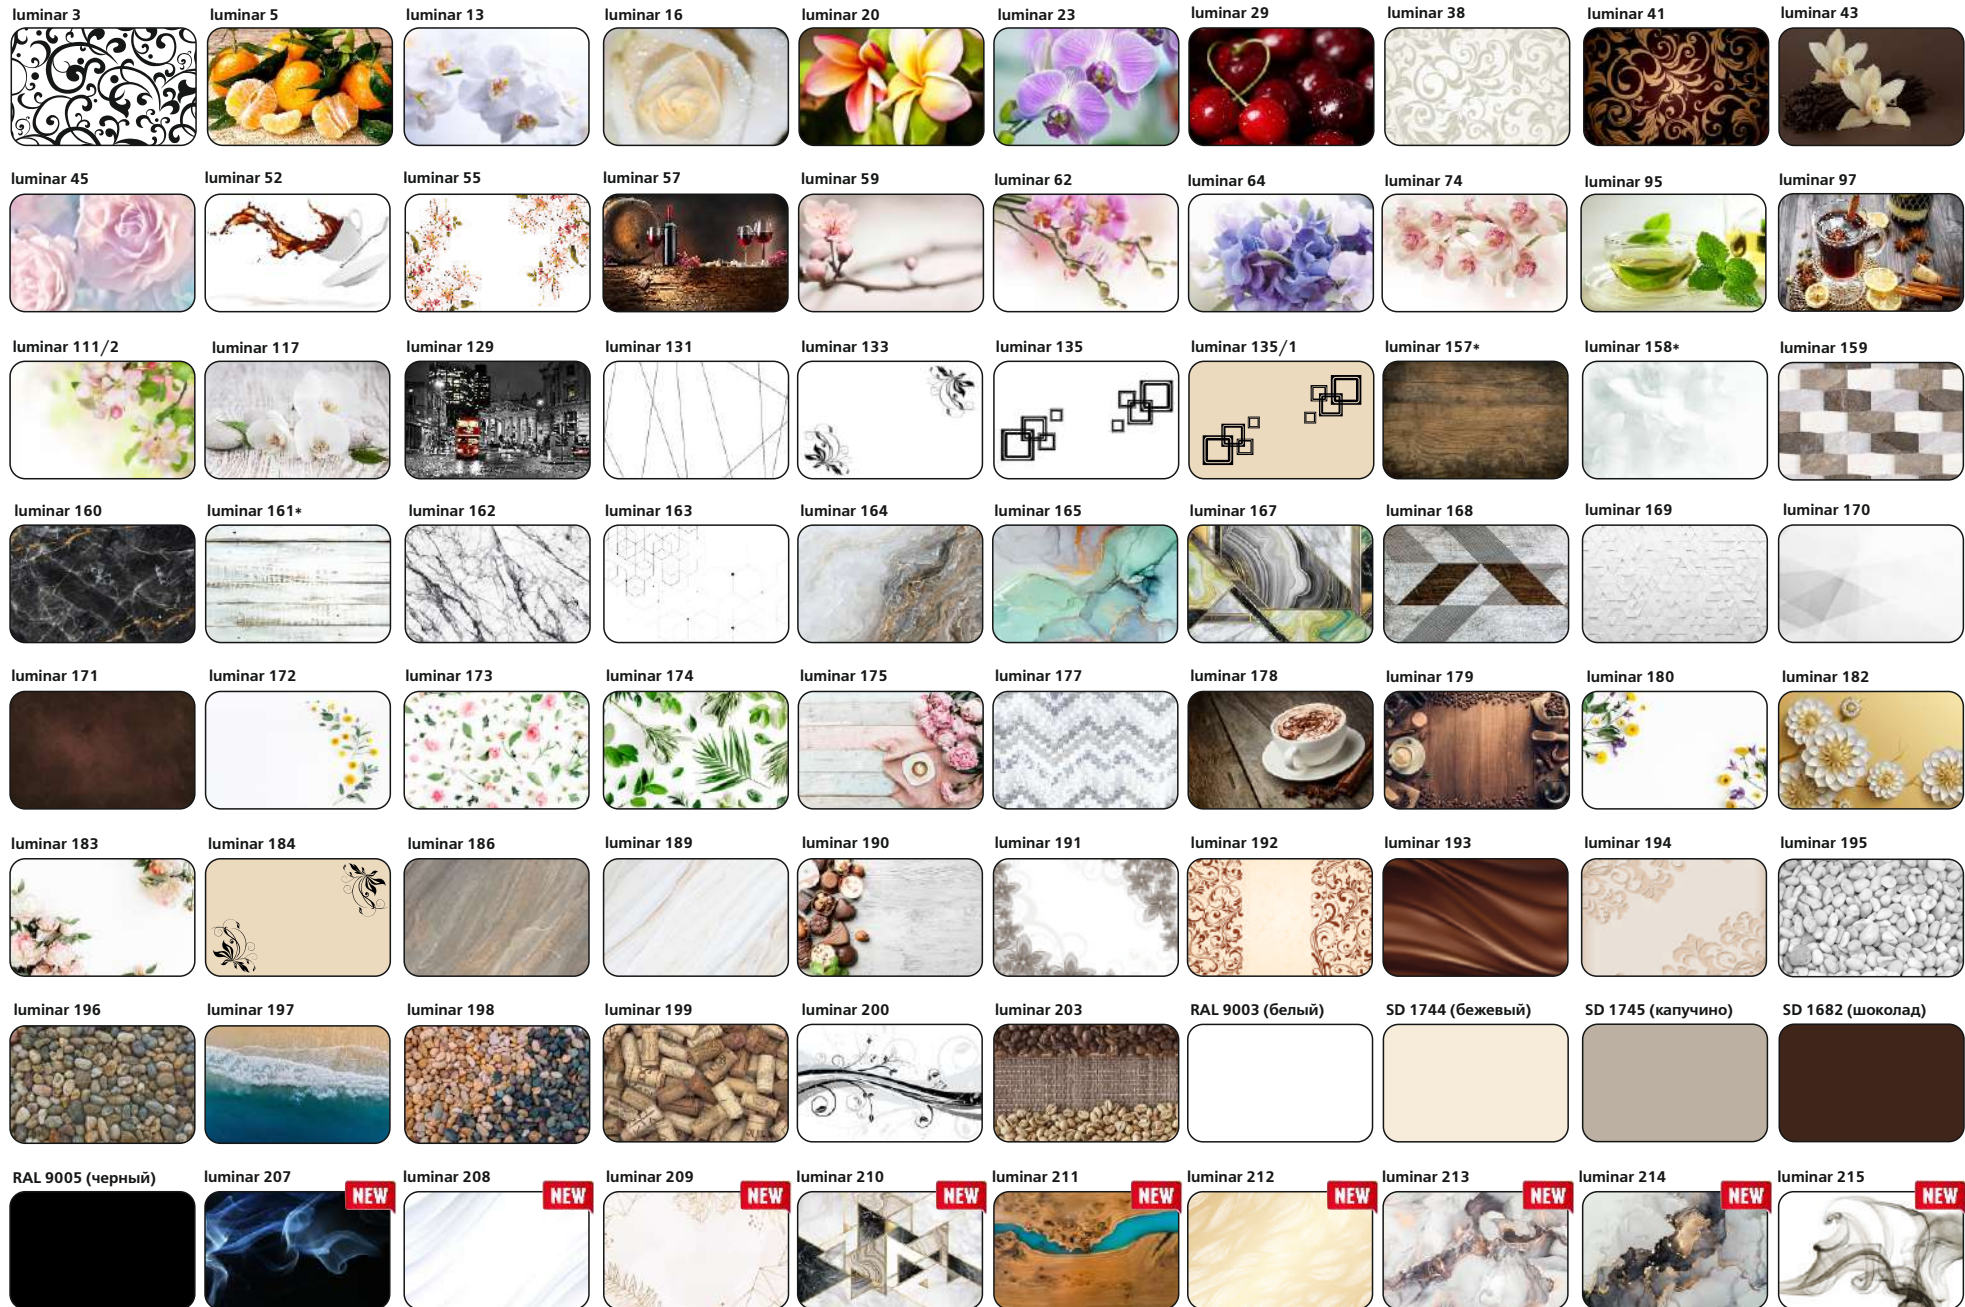 luminar 3 luminar 5 luminar 13 luminar 16 luminar 20 luminar 23 luminar 29 luminar 38 luminar 41 luminar 43
luminar 45 luminar 52 luminar 55 luminar 57 luminar 59 luminar 62 luminar 64 luminar 74 luminar 95 luminar 97
luminar 111/2 luminar 117 luminar 129 luminar 131 luminar 133 luminar 135 luminar 135/1 luminar 157* luminar 158* luminar 159
luminar 160 luminar 161* luminar 162 luminar 163 luminar 164 luminar 165 luminar 167 luminar 168 luminar 169 luminar 170
luminar 171 luminar 172 luminar 173 luminar 174 luminar 175 luminar 177 luminar 178 luminar 179 luminar 180 luminar 182
luminar 183 luminar 184 luminar 186 luminar 189 luminar 190 luminar 191 luminar 192 luminar 193 luminar 194 luminar 195
luminar 196 luminar 197 luminar 198 luminar 199 luminar 200 luminar 203 RAL 9003 (белый) SD 1744 (бежевый) SD 1745 (капучино) SD 1682 (шоколад)
RAL 9005 (черный) luminar 207 luminar 208 luminar 209 luminar 210 luminar 211 luminar 212 luminar 213 luminar 214 luminar 215
NEW NEW NEW NEW NEW NEW NEW NEW NEW